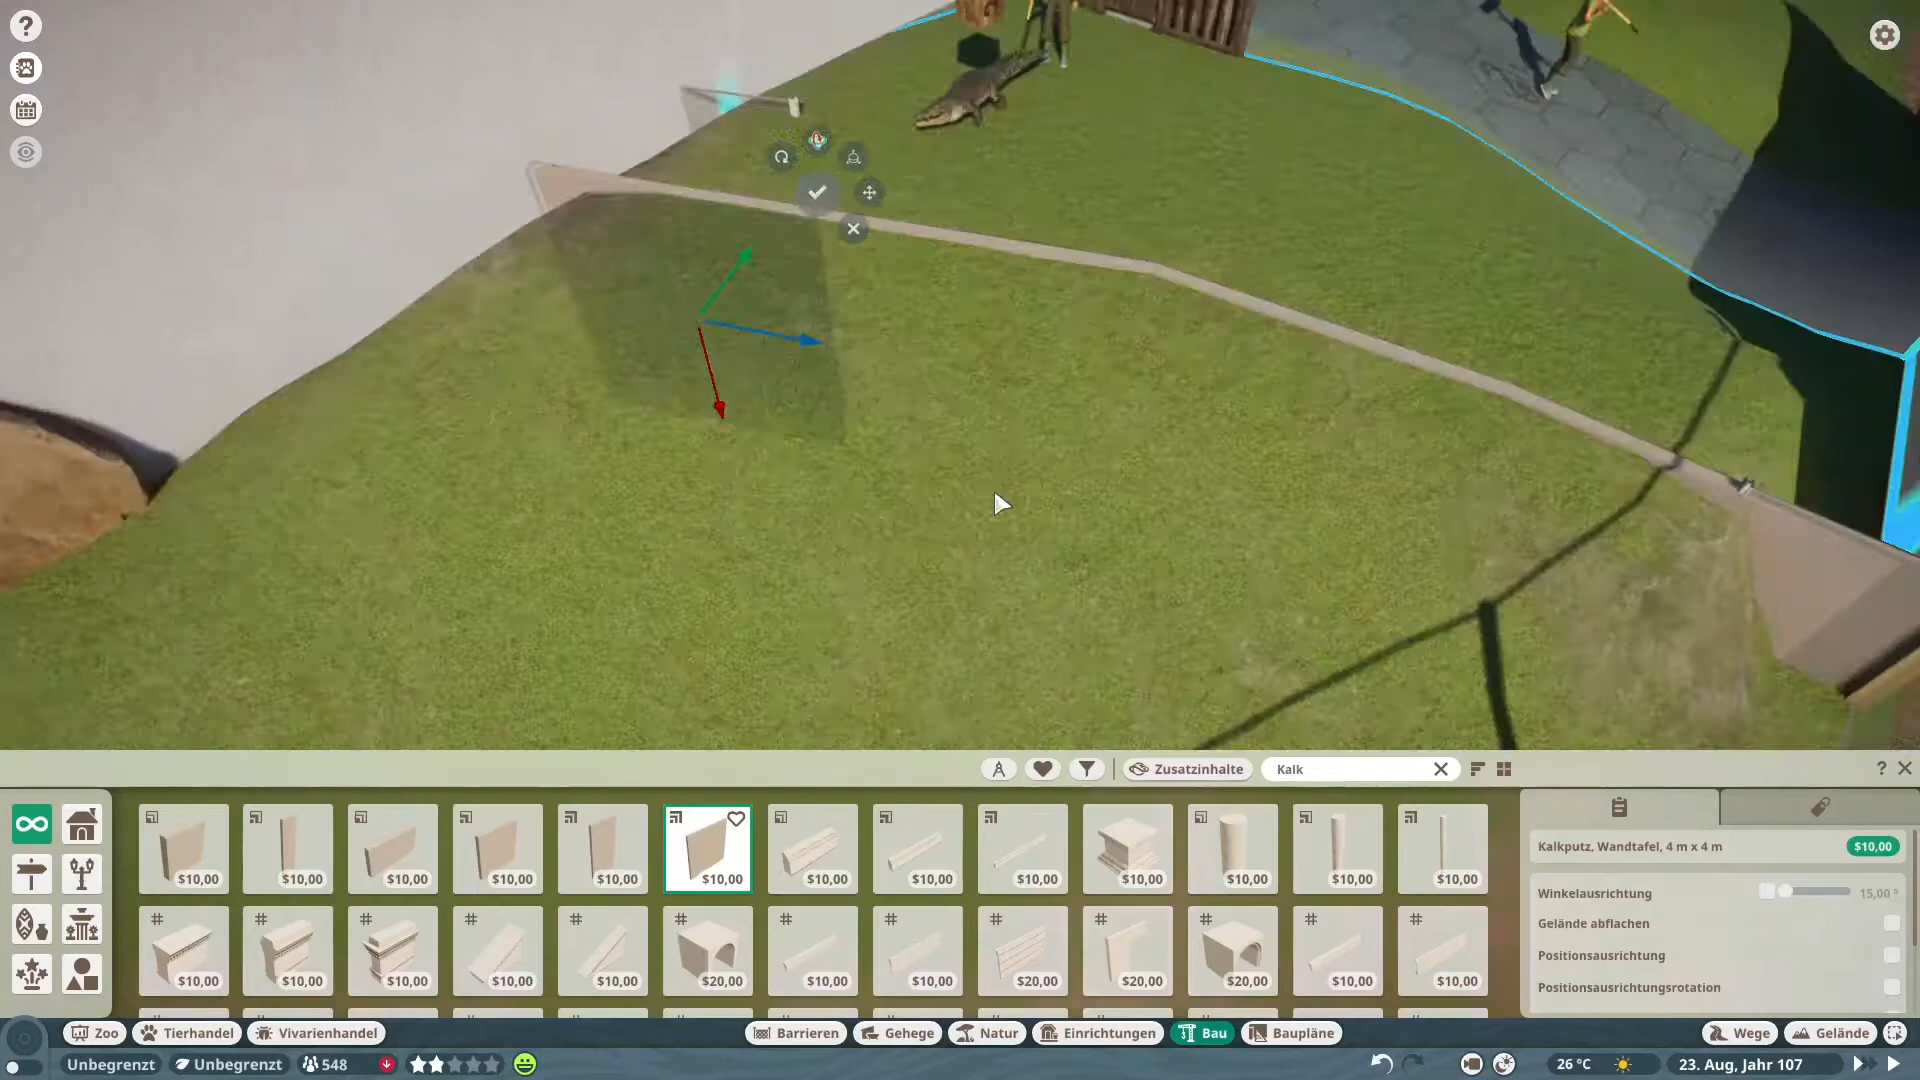 ?
Zusatzinhalte
Kalk
?
$10,00 $10,00 $10,00 $10,00 $10,00 $10,00 $10,00 $10,00 $10,00 $10,00 $10,00 $10,00 $10,00
$10,00 $10,00 $10,00 $10,00 $10,00 $20,00 $10,00 $10,00 $20,00 $20,00 $20,00 $10,00 $10,00
Kalkputz, Wandtafel, 4 m x 4 m $10,00
Winkelausrichtung 15,00 °
Gelände abflachen
Positionsausrichtung
Positionsausrichtungsrotation
Zoo Tierhandel Vivarienhandel Barrieren Gehege Natur Einrichtungen Bau Baupläne Wege Gelände
Unbegrenzt Unbegrenzt 548 26 °C 23. Aug, Jahr 107